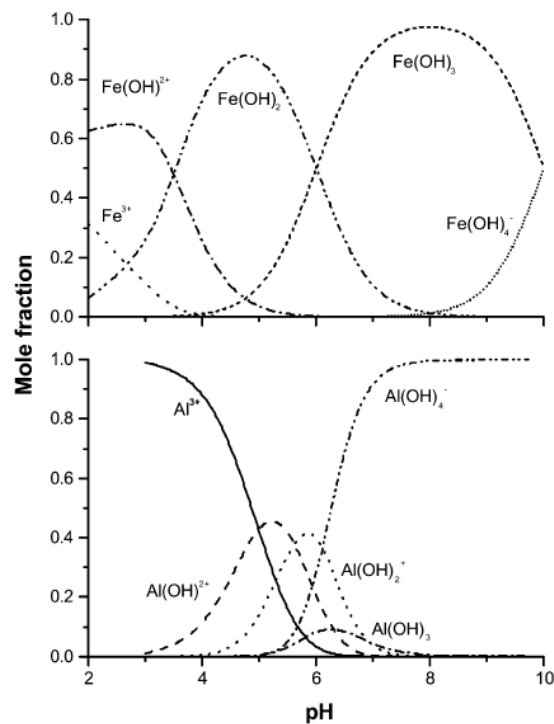 1.0
Fe(OH)²⁺
Fe(OH)₂
Fe(OH)₃
0.8
0.6
Fe³⁺
0.4
Fe(OH)₄⁻
0.2
0.0
Mole fraction
1.0
Al³⁺
Al(OH)₄⁻
0.8
0.6
0.4
Al(OH)²⁺
Al(OH)₂⁺
0.2
Al(OH)₃
0.0
2 4 6 8 10
pH